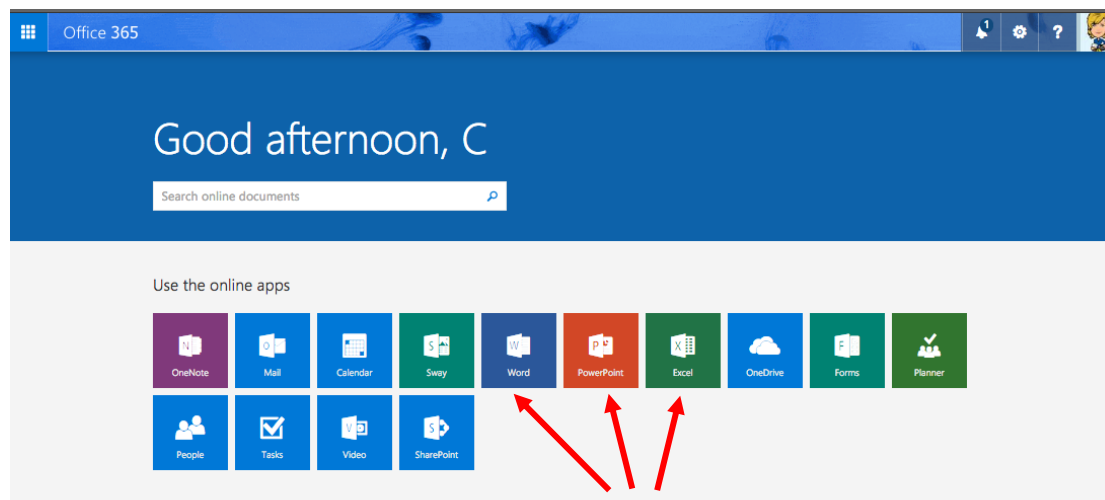 Office 365
1
?
Good afternoon, C
Search online documents
Use the online apps
N
O
S
W
P
X
F
OneNote
Mail
Calendar
Sway
Word
PowerPoint
Excel
OneDrive
Forms
Planner
V
S
People
Tasks
Video
SharePoint